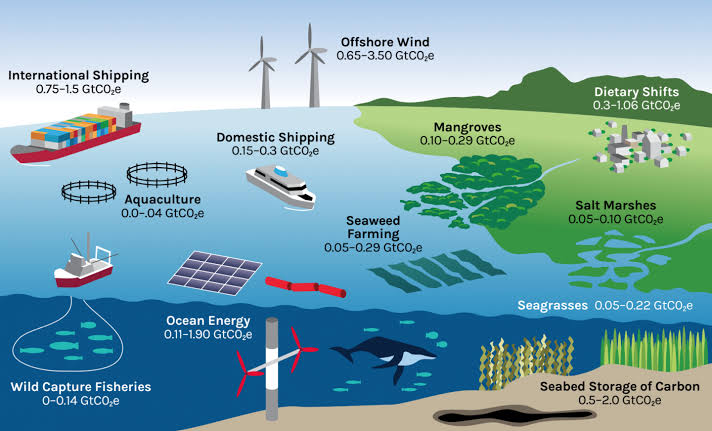 Offshore Wind
0.65–3.50 GtCO₂e
International Shipping
0.75–1.5 GtCO₂e
Dietary Shifts
0.3–1.06 GtCO₂e
Domestic Shipping
0.15–0.3 GtCO₂e
Mangroves
0.10–0.29 GtCO₂e
Aquaculture
0.0–.04 GtCO₂e
Salt Marshes
0.05–0.10 GtCO₂e
Seaweed
Farming
0.05–0.29 GtCO₂e
Seagrasses 0.05–0.22 GtCO₂e
Ocean Energy
0.11–1.90 GtCO₂e
Wild Capture Fisheries
0–0.14 GtCO₂e
Seabed Storage of Carbon
0.5–2.0 GtCO₂e